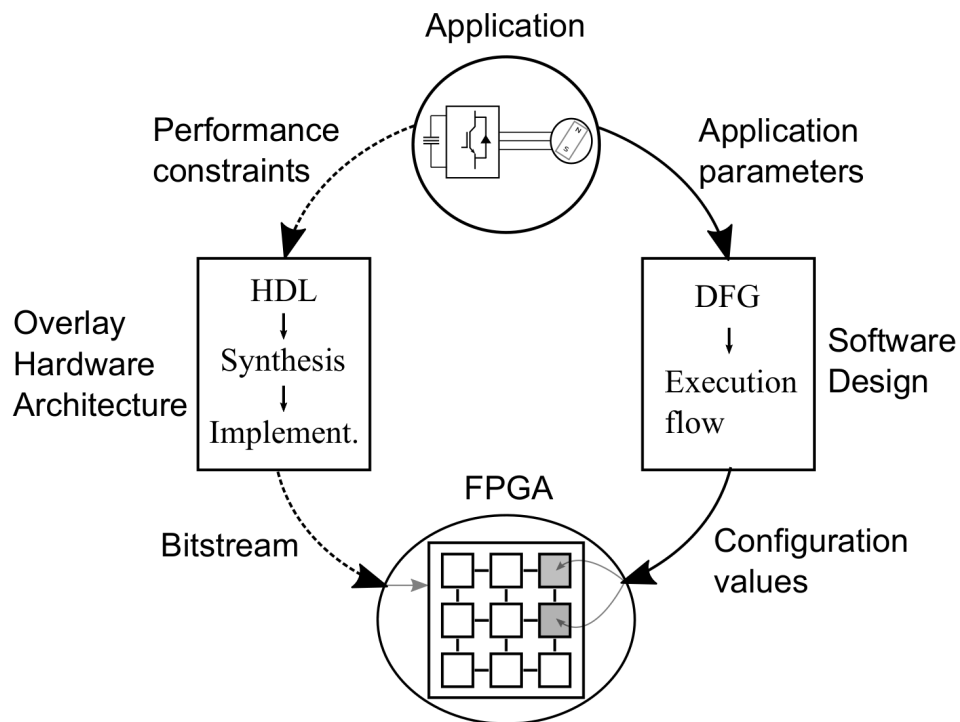 Application
Performance
constraints
Application
parameters
N
S
HDL
Synthesis
Implement.
DFG
Execution
flow
Overlay
Hardware
Architecture
Software
Design
FPGA
Bitstream
Configuration
values